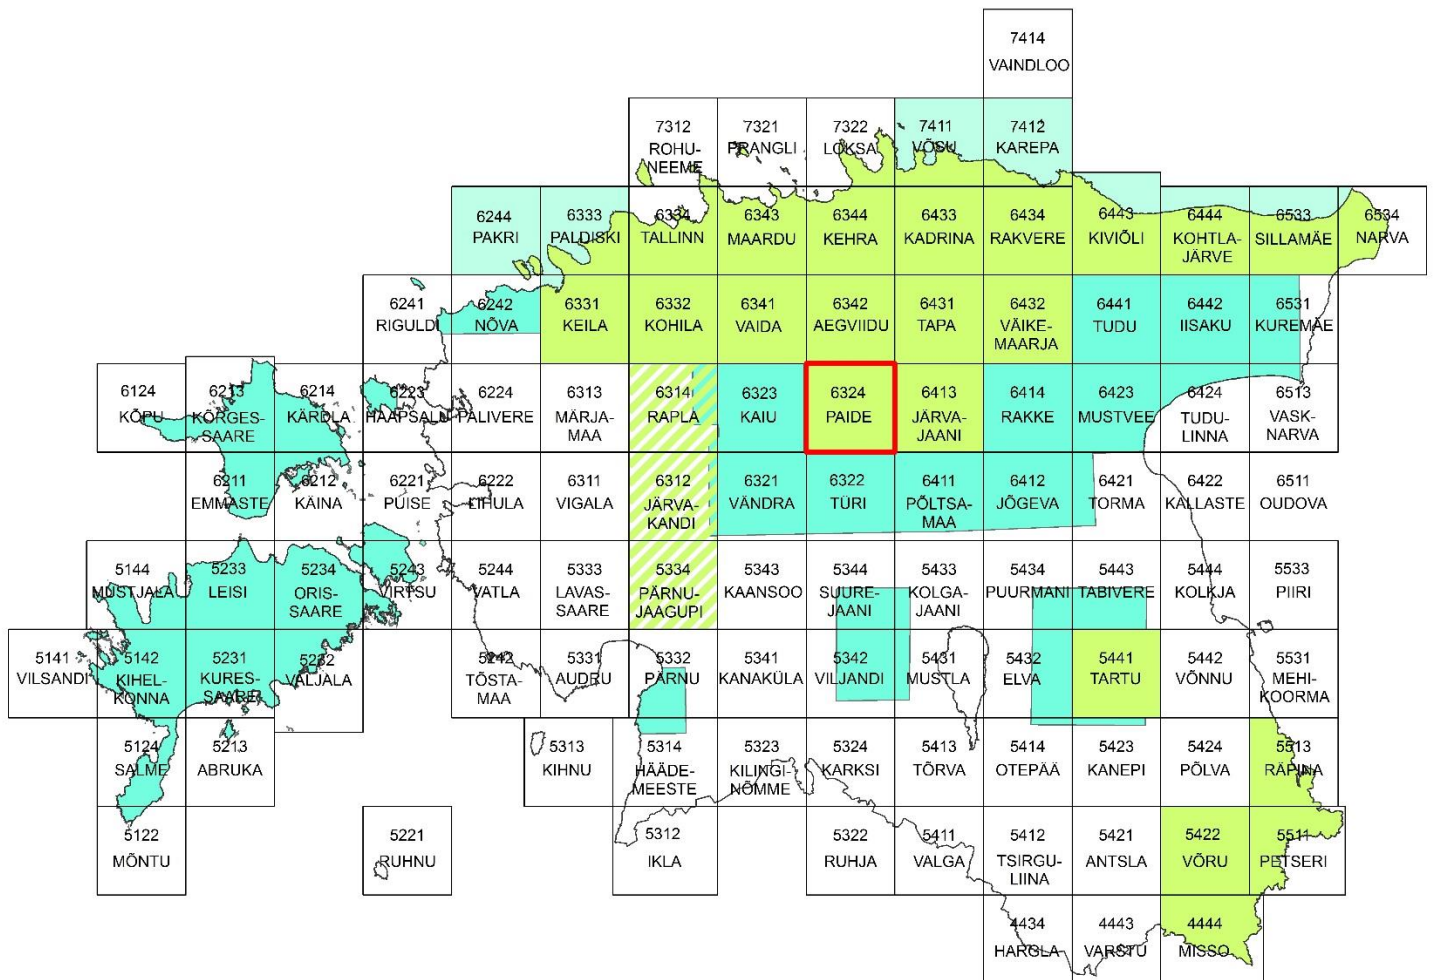 7414
VAINDLOO
7312
ROHU-
NEEME
7321
PRANGLI
7322
LOKSA
7411
VÕSU
7412
KAREPA
6244
PAKRI
6333
PALDISKI
6334
TALLINN
6343
MAARDU
6344
KEHRA
6433
KADRINA
6434
RAKVERE
6443
KIVIÕLI
6444
KOHTLA-
JÄRVE
6533
SILLAMÄE
6534
NARVA
6241
RIGULDI
6242
NÕVA
6331
KEILA
6332
KOHILA
6341
VAIDA
6342
AEGVIIDU
6431
TAPA
6432
VÄIKE-
MAARJA
6441
TUDU
6442
IISAKU
6531
KUREMÄE
6124
KÕPU
6213
KÕRGES-
SAARE
6214
KÄRDLA
6223
HAAPSALU
6224
PALIVERE
6313
MÄRJA-
MAA
6314
RAPLA
6323
KAIU
6324
PAIDE
6413
JÄRVA-
JAANI
6414
RAKKE
6423
MUSTVEE
6424
TUDU-
LINNA
6513
VASK-
NARVA
6211
EMMASTE
6212
KÄINA
6221
PUISE
6222
LIHULA
6311
VIGALA
6312
JÄRVA-
KANDI
6321
VÄNDRA
6322
TÜRI
6411
PÕLTSA-
MAA
6412
JÕGEVA
6421
TORMA
6422
KALLASTE
6511
OUDOVA
5144
MUSTJALA
5233
LEISI
5234
ORIS-
SAARE
5243
VIRTSU
5244
VATLA
5333
LAVAS-
SAARE
5334
PÄRNU-
JAAGUPI
5343
KAANSOO
5344
SUURE-
JAANI
5433
KOLGA-
JAANI
5434
PUURMANI
5443
TABIVERE
5444
KOLKJA
5533
PIIRI
5141
VILSANDI
5142
KIHEL-
KONNA
5231
KURES-
SAARE
5232
VALJALA
5242
TÕSTA-
MAA
5331
AUDRU
5332
PÄRNU
5341
KANAKÜLA
5342
VILJANDI
5431
MUSTLA
5432
ELVA
5441
TARTU
5442
VÕNNU
5531
MEHI-
KOORMA
5124
SALME
5213
ABRUKA
5313
KIHNU
5314
HÄÄDE-
MEESTE
5323
KILINGI-
NÕMME
5324
KARKSI
5413
TÕRVA
5414
OTEPÄÄ
5423
KANEPI
5424
PÕLVA
5513
RÄPINA
5122
MÕNTU
5221
RUHNU
5312
IKLA
5322
RUHJA
5411
VALGA
5412
TSIRGU-
LIINA
5421
ANTSLA
5422
VÕRU
5511
PETSERI
4434
HARGLA
4443
VARSTU
4444
MISSO